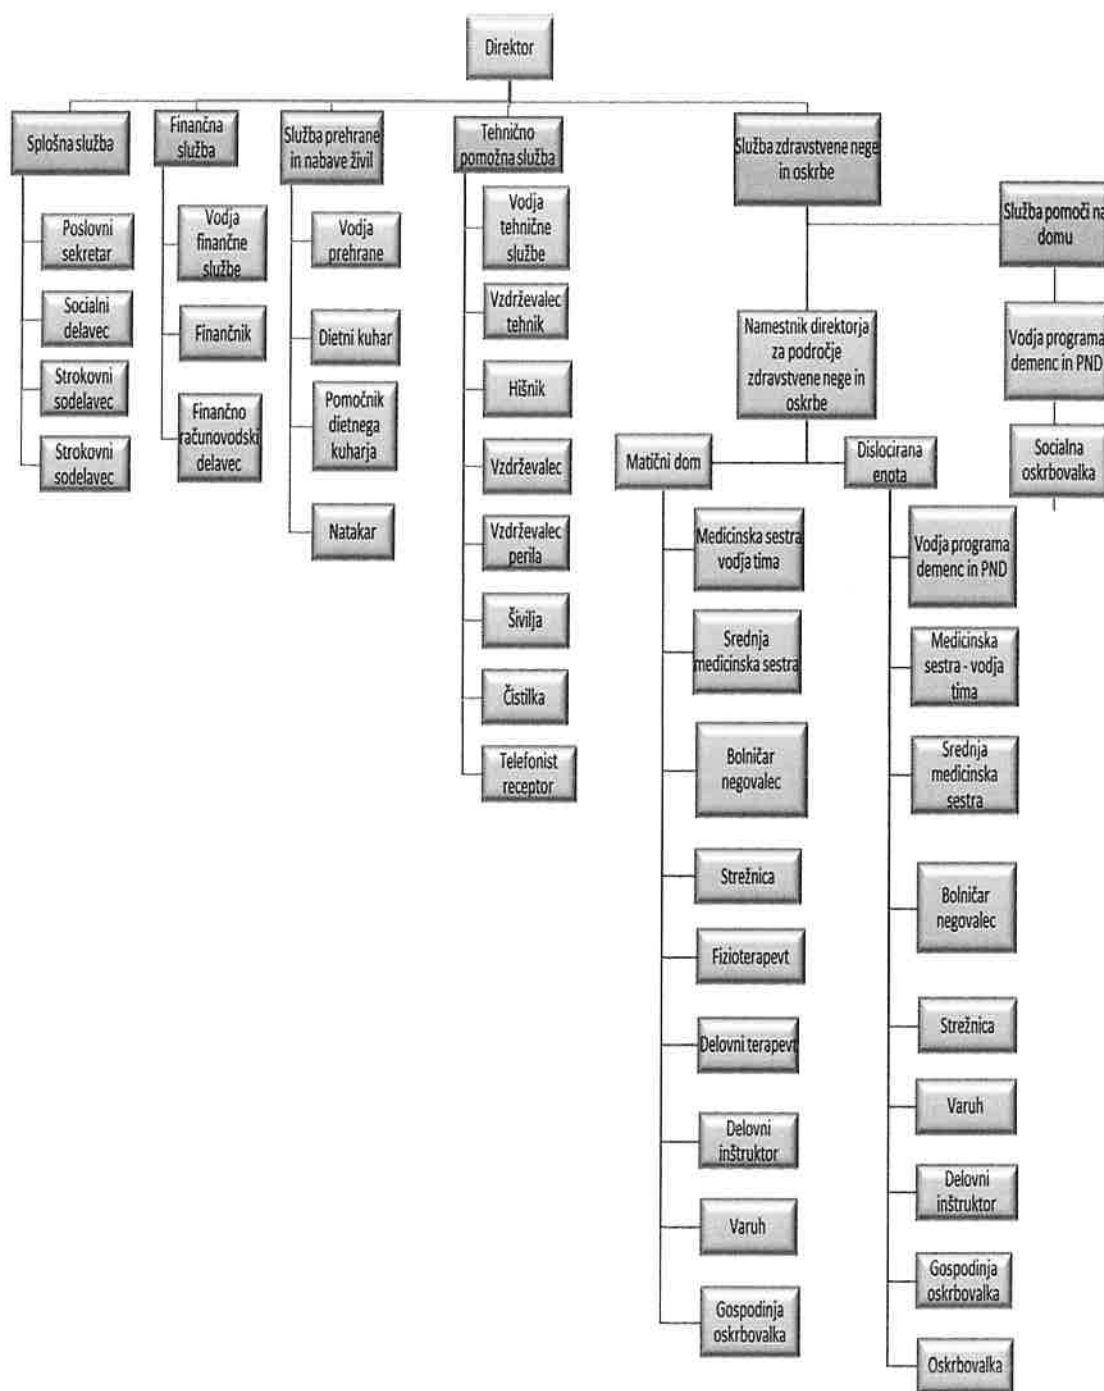 Direktor
Splošna služba
Finančna
služba
Služba prehrane
in nabave živil
Tehnično
pomožna služba
Služba zdravstvene nege
in oskrbe
Služba pomoči na
domu
Poslovni
sekretar
Socialni
delavec
Strokovni
sodelavec
Strokovni
sodelavec
Vodja
finančne
službe
Finančnik
Finančno
računovodski
delavec
Vodja
prehrane
Dietni kuhar
Pomočnik
dietnega
kuharja
Natakar
Vodja
tehnične
službe
Vzdrževalec
tehnik
Hišnik
Vzdrževalec
Vzdrževalec
perila
Šivilja
Čistilka
Telefonist
receptor
Namestnik direktorja
za področje
zdravstvene nege in
oskrbe
Vodja programa
demenc in PND
Socialna
oskrbovalka
Matični dom
Medicinska sestra
vodja tima
Srednja
medicinska sestra
Bolničar
negovalec
Strežnica
Fizioterapevt
Delovni terapevt
Delovni
inštruktor
Varuh
Gospodinja
oskrbovalka
Dislocirana
enota
Vodja programa
demenc in PND
Medicinska
sestra - vodja
tima
Srednja
medicinska
sestra
Bolničar
negovalec
Strežnica
Varuh
Delovni
inštruktor
Gospodinja
oskrbovalka
Oskrbovalka